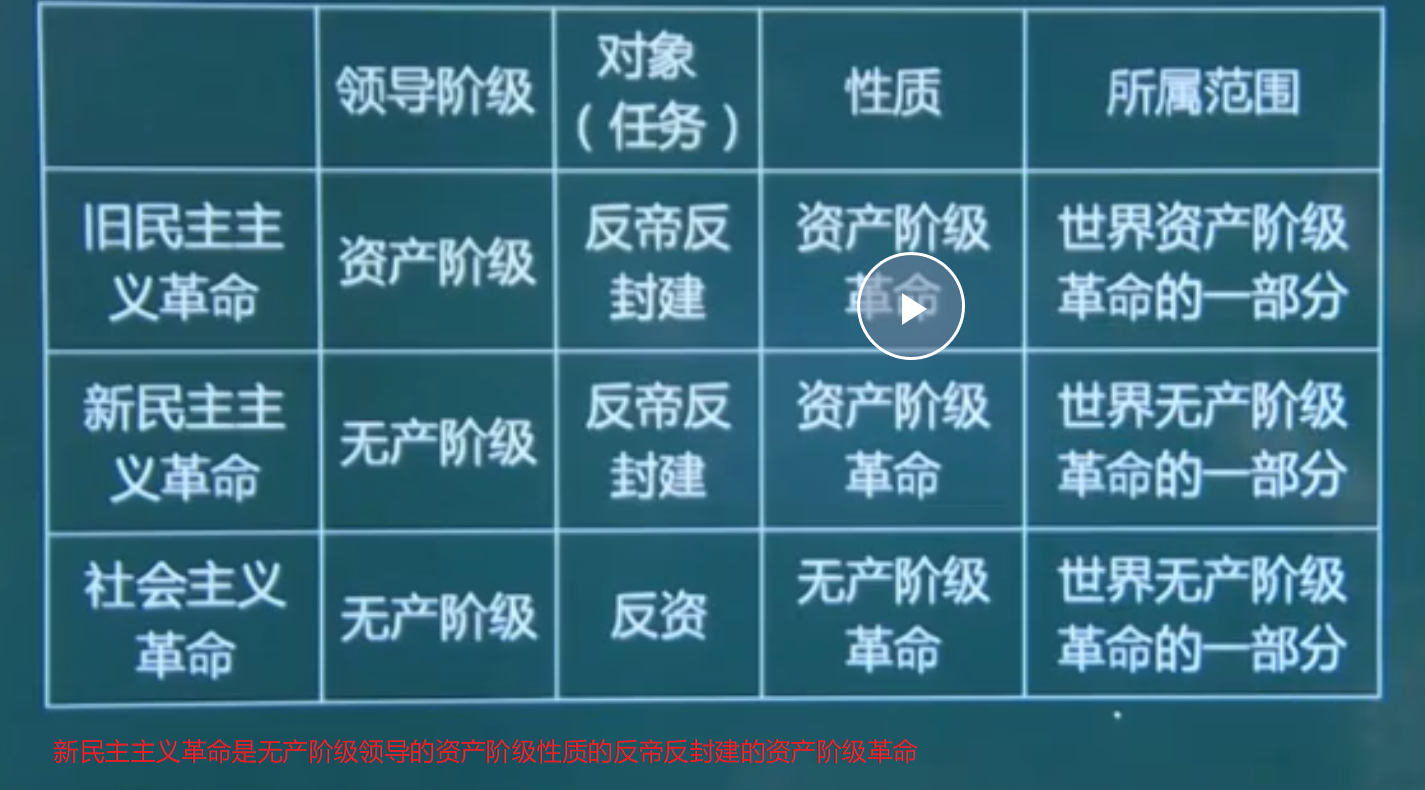 领导阶级
对象
（任务）
性质
所属范围
旧民主主
义革命
资产阶级
反帝反
封建
资产阶级
革命
世界资产阶级
革命的一部分
新民主主
义革命
无产阶级
反帝反
封建
资产阶级
革命
世界无产阶级
革命的一部分
社会主义
革命
无产阶级
反资
无产阶级
革命
世界无产阶级
革命的一部分
新民主主义革命是无产阶级领导的资产阶级性质的反帝反封建的资产阶级革命